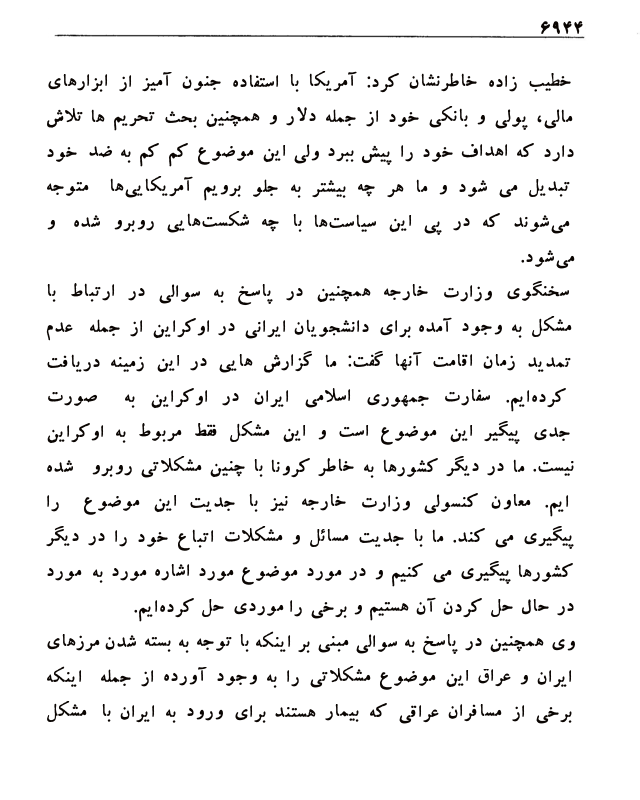 ۶۹۴۴
خطیب زاده خاطرنشان کرد: آمریکا با استفاده جنون آمیز از ابزارهای
مالی، پولی و بانکی خود از جمله دلار و همچنین بحث تحریم ها تلاش
دارد که اهداف خود را پیش ببرد ولی این موضوع کم کم به ضد خود
تبدیل می شود و ما هر چه بیشتر به جلو برویم آمریکایی‌ها متوجه
می‌شوند که در پی این سیاست‌ها با چه شکست‌هایی روبرو شده و
می‌شود.
سخنگوی وزارت خارجه همچنین در پاسخ به سوالی در ارتباط با
مشکل به وجود آمده برای دانشجویان ایرانی در اوکراین از جمله عدم
تمدید زمان اقامت آنها گفت: ما گزارش هایی در این زمینه دریافت
کرده‌ایم. سفارت جمهوری اسلامی ایران در اوکراین به صورت
جدی پیگیر این موضوع است و این مشکل فقط مربوط به اوکراین
نیست. ما در دیگر کشورها به خاطر کرونا با چنین مشکلاتی روبرو شده
ایم. معاون کنسولی وزارت خارجه نیز با جدیت این موضوع را
پیگیری می کند. ما با جدیت مسائل و مشکلات اتباع خود را در دیگر
کشورها پیگیری می کنیم و در مورد موضوع مورد اشاره مورد به مورد
در حال حل کردن آن هستیم و برخی را موردی حل کرده‌ایم.
وی همچنین در پاسخ به سوالی مبنی بر اینکه با توجه به بسته شدن مرزهای
ایران و عراق این موضوع مشکلاتی را به وجود آورده از جمله اینکه
برخی از مسافران عراقی که بیمار هستند برای ورود به ایران با مشکل